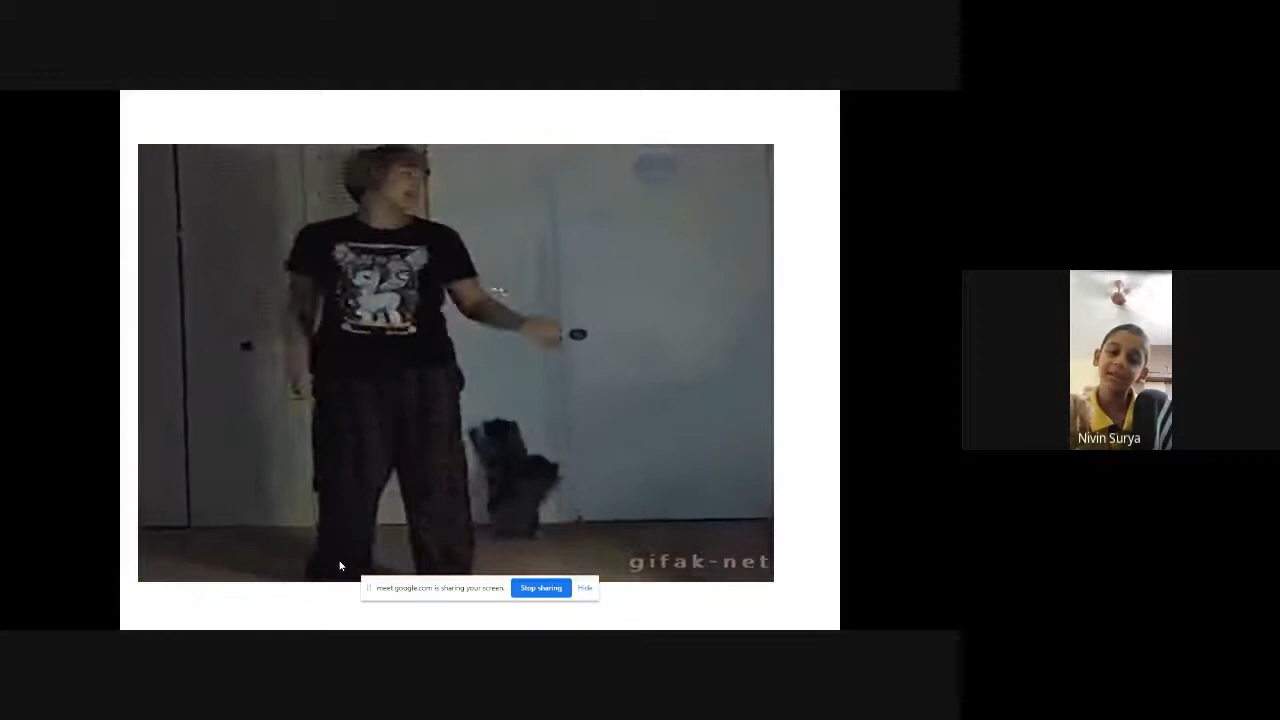 gifak-net
meet.google.com is sharing your screen.
Stop sharing
Hide
Nivin Surya